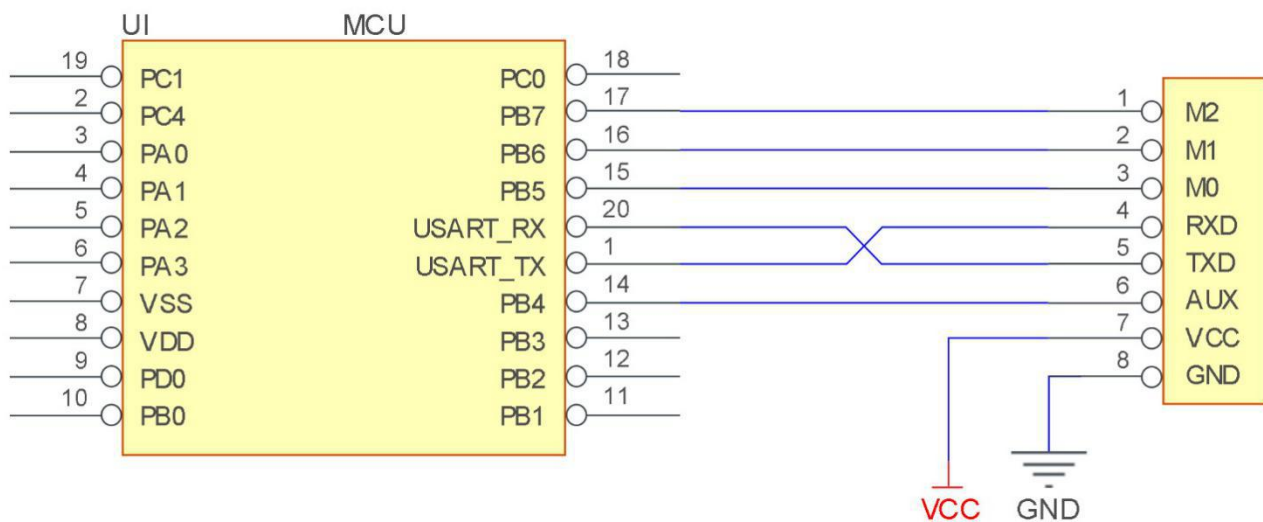 UI MCU
19 PC1 PC0 18
2 PC4 PB7 17 1 M2
3 PA0 PB6 16 2 M1
4 PA1 PB5 15 3 M0
5 PA2 USART_RX 20 4 RXD
6 PA3 USART_TX 1 5 TXD
7 VSS PB4 14 6 AUX
8 VDD PB3 13 7 VCC
9 PD0 PB2 12 8 GND
10 PB0 PB1 11
VCC GND